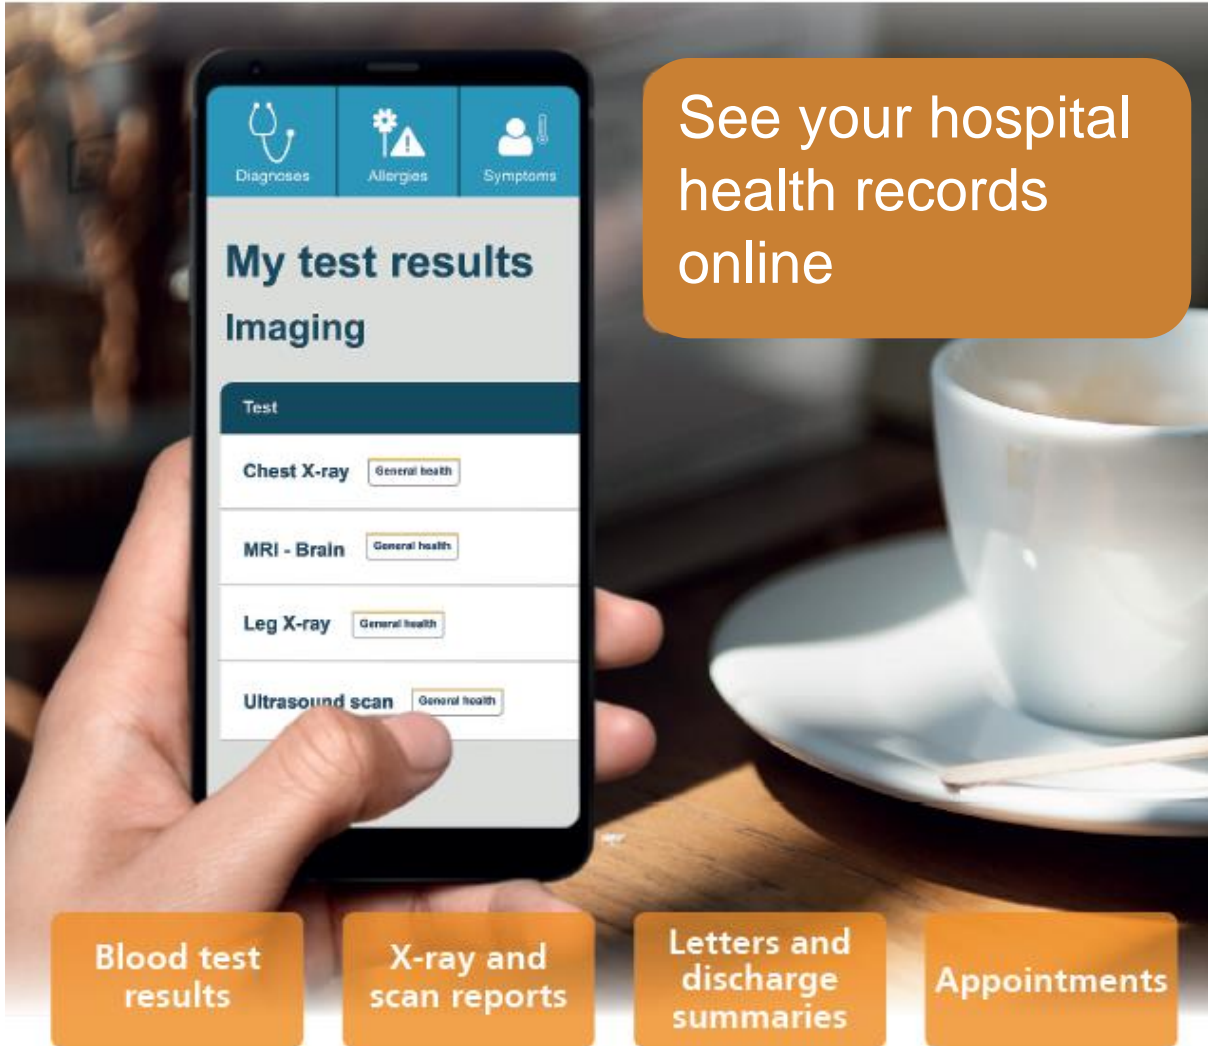 Diagnoses
Allergies
Symptoms
My test results
Imaging
Test
Chest X-ray General health
MRI - Brain General health
Leg X-ray General health
Ultrasound scan General health
See your hospital
health records
online
Blood test
results
X-ray and
scan reports
Letters and
discharge
summaries
Appointments